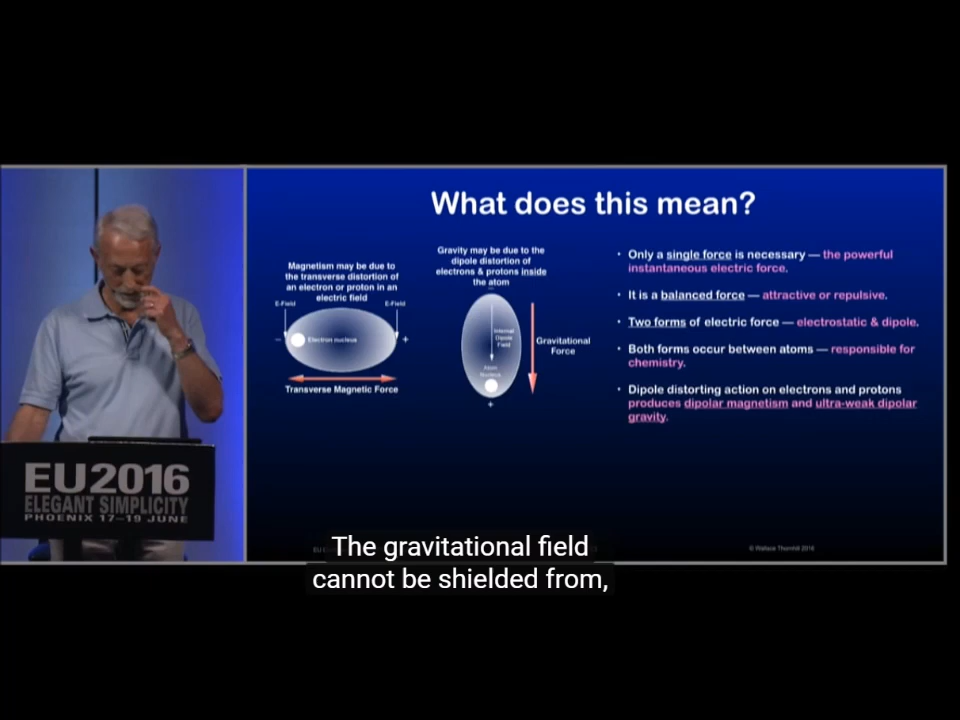 What does this mean?
Magnetism may be due to
the transverse distortion of
an electron or proton in an
electric field
E-Field
E-Field
–
Electron nucleus
+
Transverse Magnetic Force
Gravity may be due to the
dipole distortion of
electrons & protons inside
the atom
Internal
Dipole
Field
Atom
Nucleus
+
Gravitational
Force
• Only a single force is necessary — the powerful
instantaneous electric force.
• It is a balanced force — attractive or repulsive.
• Two forms of electric force — electrostatic & dipole.
• Both forms occur between atoms — responsible for
chemistry.
• Dipole distorting action on electrons and protons
produces dipolar magnetism and ultra-weak dipolar
gravity.
EU2016
ELEGANT SIMPLICITY
PHOENIX 17–19 JUNE
© Wallace Thornhill 2016
The gravitational field
cannot be shielded from,